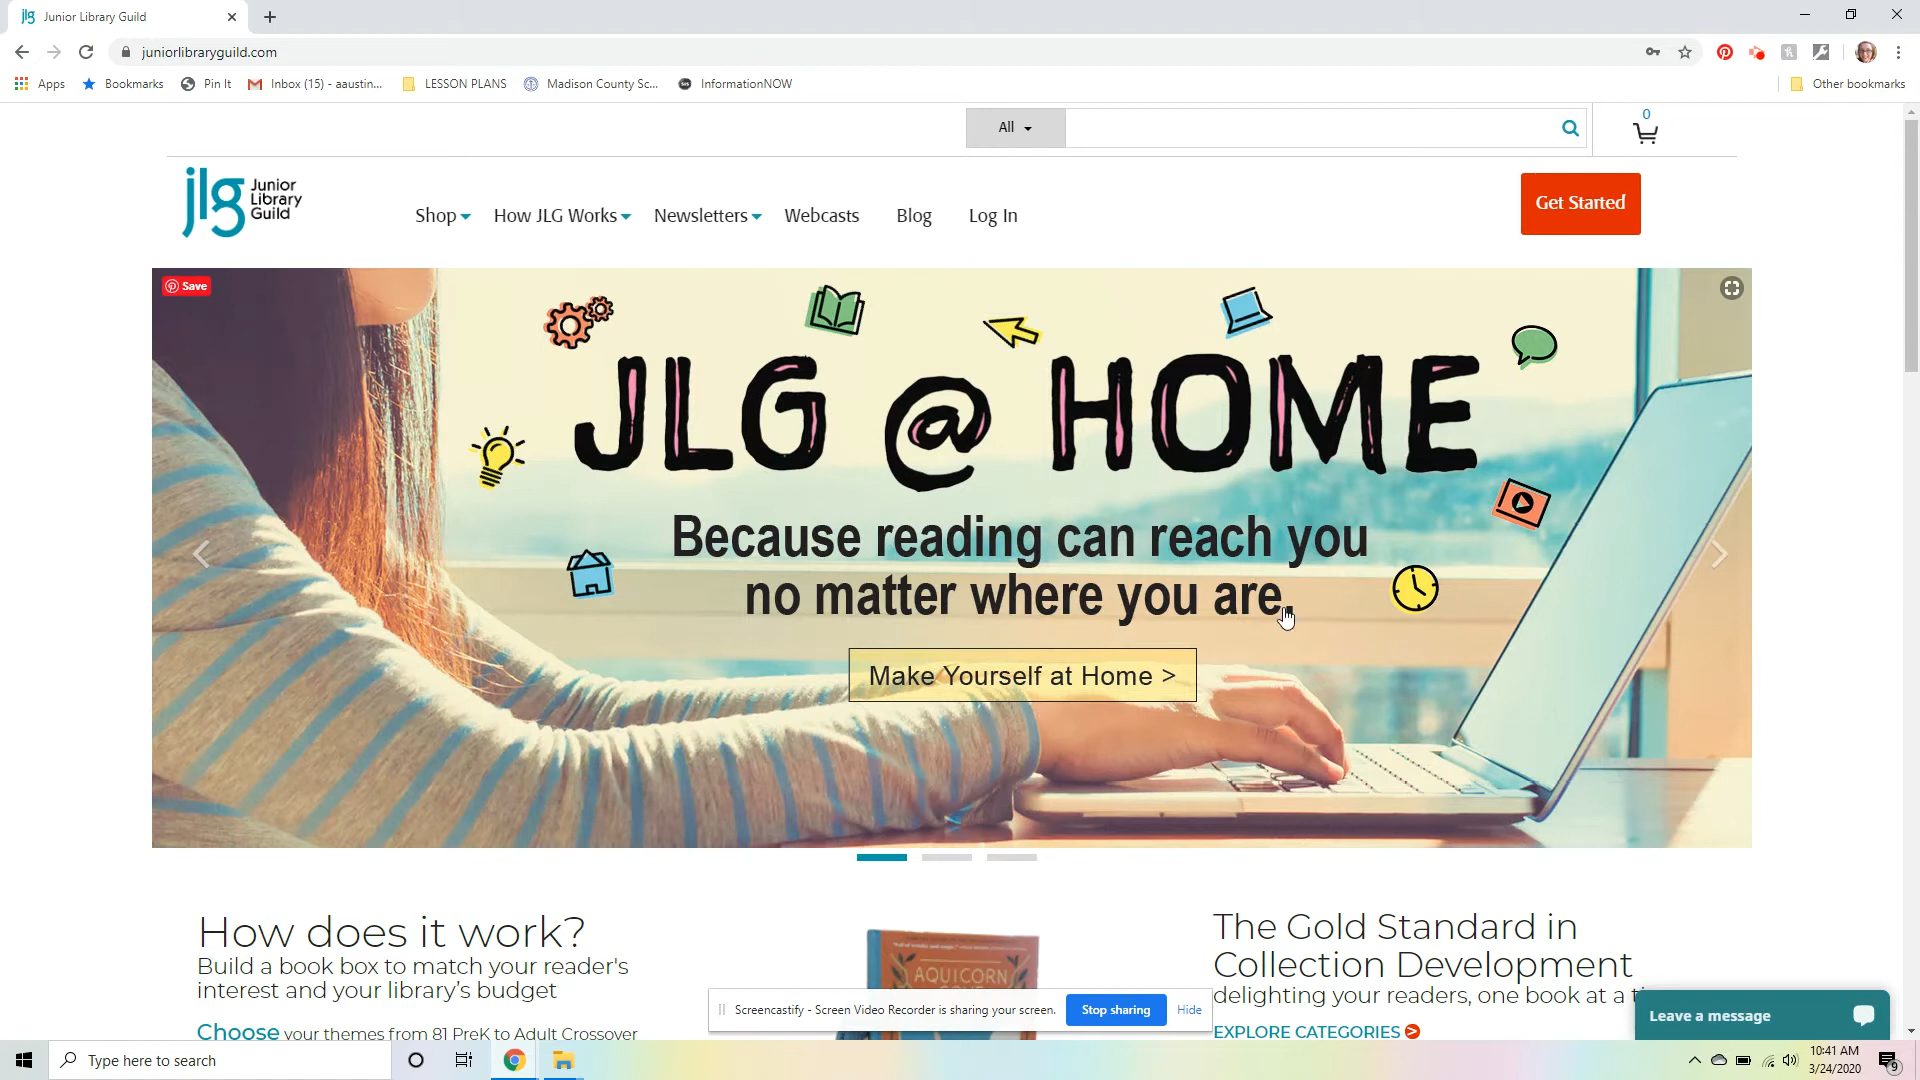 jlg Junior Library Guild
juniorlibraryguild.com
Apps Bookmarks Pin It Inbox (15) - aaustin... LESSON PLANS Madison County Sc... InformationNOW Other bookmarks
All
0
jlg Junior
Library
Guild
Shop How JLG Works Newsletters Webcasts Blog Log In
Get Started
Save
JLG @ HOME
Because reading can reach you
no matter where you are.
Make Yourself at Home >
How does it work?
Build a book box to match your reader's
interest and your library's budget
Choose your themes from 81 PreK to Adult Crossover
AQUICORN
The Gold Standard in
Collection Development
delighting your readers, one book at a
EXPLORE CATEGORIES >
Screencastify - Screen Video Recorder is sharing your screen. Stop sharing Hide
Leave a message
Type here to search
10:41 AM
3/24/2020
9